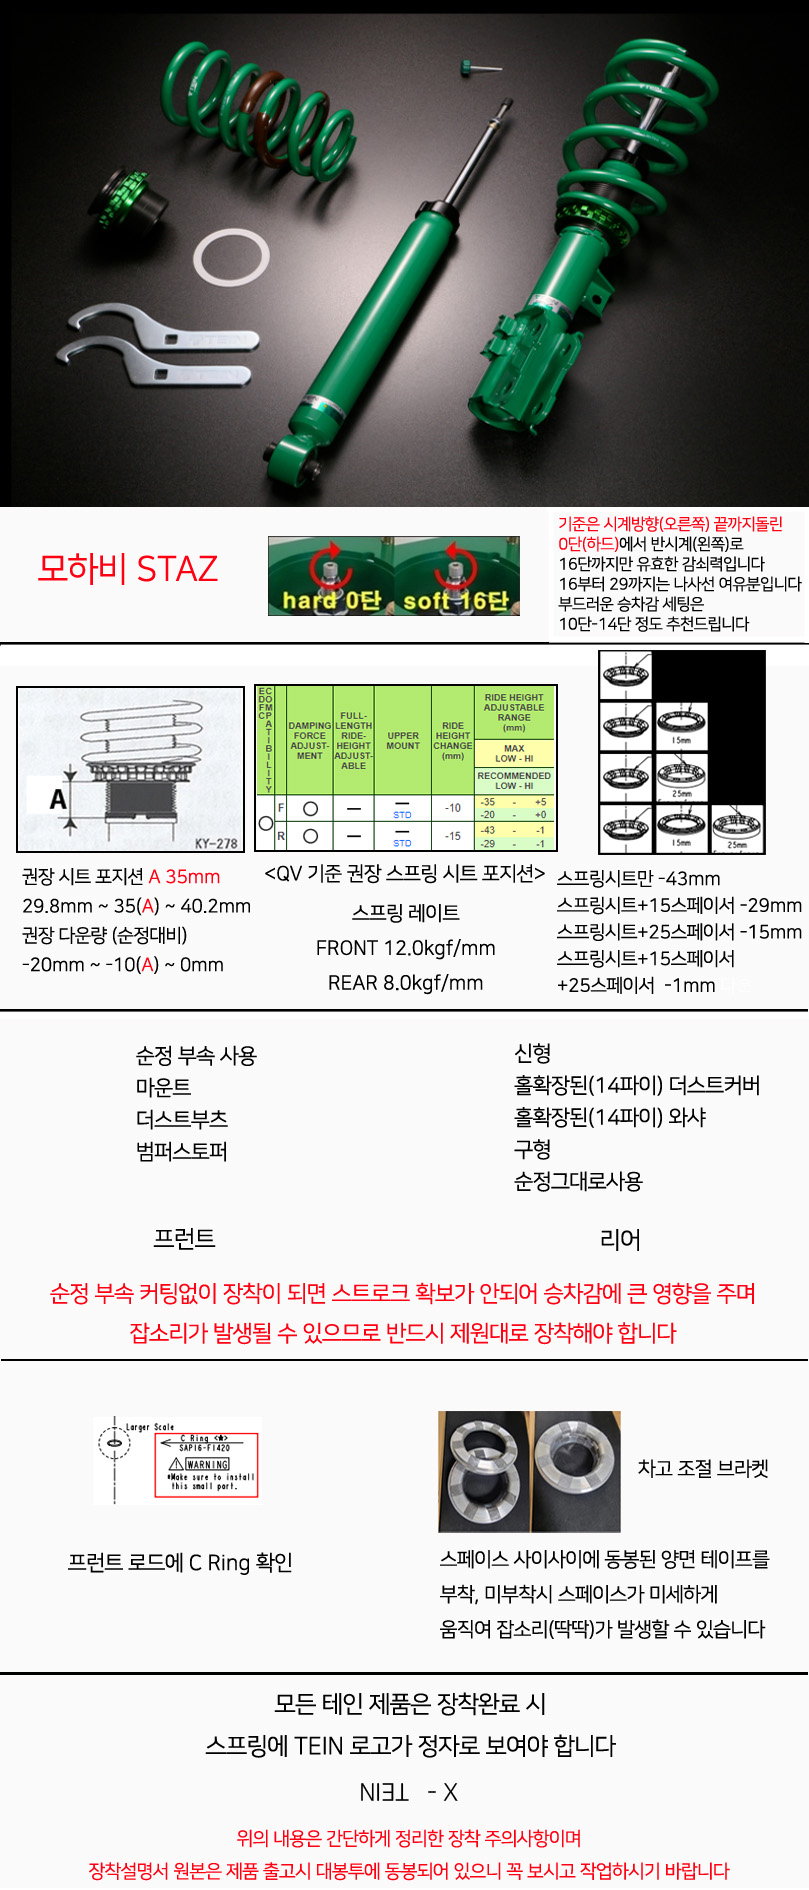 모하비 STAZ
hard 0단
soft 16단
기준은 시계방향(오른쪽) 끝까지돌린
0단(하드)에서 반시계(왼쪽)로
16단까지만 유효한 감쇠력입니다
16부터 29까지는 나사선 여유분입니다
부드러운 승차감 세팅은
10단-14단 정도 추천드립니다
A
KY-278
권장 시트 포지션 A 35mm
29.8mm ~ 35(A) ~ 40.2mm
권장 다운량 (순정대비)
-20mm ~ -10(A) ~ 0mm
EDFC
COMPATIBILITY
DAMPING
FORCE
ADJUST-
MENT
FULL-
LENGTH
RIDE-
HEIGHT
ADJUST-
ABLE
UPPER
MOUNT
RIDE
HEIGHT
CHANGE
(mm)
RIDE HEIGHT
ADJUSTABLE
RANGE
(mm)
MAX
LOW - HI
RECOMMENDED
LOW - HI
F
STD
-10
-35 - +5
-20 - +0
R
STD
-15
-43 - -1
-29 - -1
<QV 기준 권장 스프링 시트 포지션>
스프링 레이트
FRONT 12.0kgf/mm
REAR 8.0kgf/mm
15mm
25mm
25mm
스프링시트만 -43mm
스프링시트+15스페이서 -29mm
스프링시트+25스페이서 -15mm
스프링시트+15스페이서
+25스페이서 -1mm
순정 부속 사용
마운트
더스트부츠
범퍼스토퍼
프런트
신형
홀확장된(14파이) 더스트커버
홀확장된(14파이) 와샤
구형
순정그대로사용
리어
순정 부속 커팅없이 장착이 되면 스트로크 확보가 안되어 승차감에 큰 영향을 주며
잡소리가 발생될 수 있으므로 반드시 제원대로 장착해야 합니다
Larger Scale
C Ring <★>
SAP16-F1420
WARNING
*Make sure to install
this small part.
프런트 로드에 C Ring 확인
차고 조절 브라켓
스페이스 사이사이에 동봉된 양면 테이프를
부착, 미부착시 스페이스가 미세하게
움직여 잡소리(딱딱)가 발생할 수 있습니다
모든 테인 제품은 장착완료 시
스프링에 TEIN 로고가 정자로 보여야 합니다
TEIN - X
위의 내용은 간단하게 정리한 장착 주의사항이며
장착설명서 원본은 제품 출고시 대봉투에 동봉되어 있으니 꼭 보시고 작업하시기 바랍니다